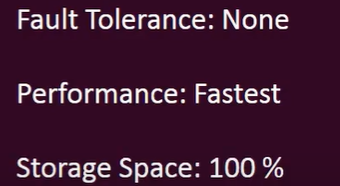 Fault Tolerance: None
Performance: Fastest
Storage Space: 100 %